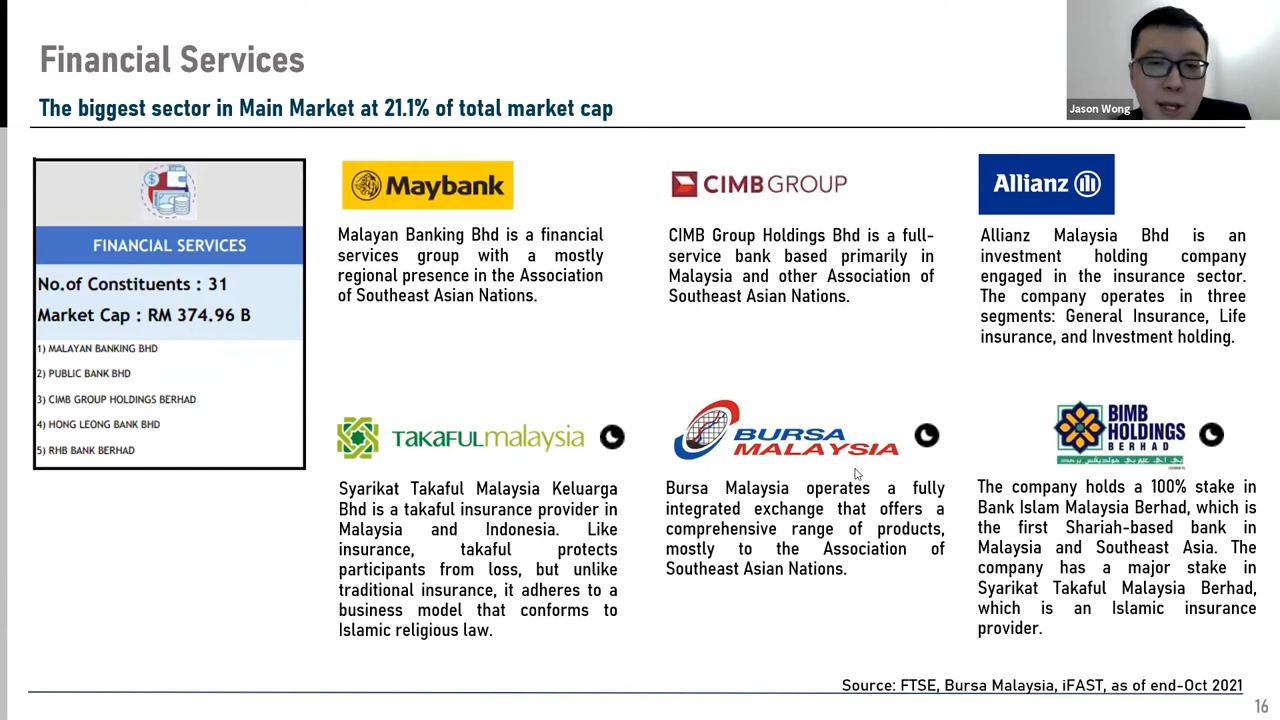 Financial Services
The biggest sector in Main Market at 21.1% of total market cap
Jason Wong
FINANCIAL SERVICES
No.of Constituents : 31
Market Cap : RM 374.96 B
1) MALAYAN BANKING BHD
2) PUBLIC BANK BHD
3) CIMB GROUP HOLDINGS BERHAD
4) HONG LEONG BANK BHD
5) RHB BANK BERHAD
Maybank
Malayan Banking Bhd is a financial
services group with a mostly
regional presence in the Association
of Southeast Asian Nations.
CIMB GROUP
CIMB Group Holdings Bhd is a full-
service bank based primarily in
Malaysia and other Association of
Southeast Asian Nations.
Allianz
Allianz Malaysia Bhd is an
investment holding company
engaged in the insurance sector.
The company operates in three
segments: General Insurance, Life
insurance, and Investment holding.
TAKAFULmalaysia
Syarikat Takaful Malaysia Keluarga
Bhd is a takaful insurance provider in
Malaysia and Indonesia. Like
insurance, takaful protects
participants from loss, but unlike
traditional insurance, it adheres to a
business model that conforms to
Islamic religious law.
BURSA
MALAYSIA
Bursa Malaysia operates a fully
integrated exchange that offers a
comprehensive range of products,
mostly to the Association of
Southeast Asian Nations.
BIMB
HOLDINGS
BERHAD
The company holds a 100% stake in
Bank Islam Malaysia Berhad, which is
the first Shariah-based bank in
Malaysia and Southeast Asia. The
company has a major stake in
Syarikat Takaful Malaysia Berhad,
which is an Islamic insurance
provider.
Source: FTSE, Bursa Malaysia, iFAST, as of end-Oct 2021
16